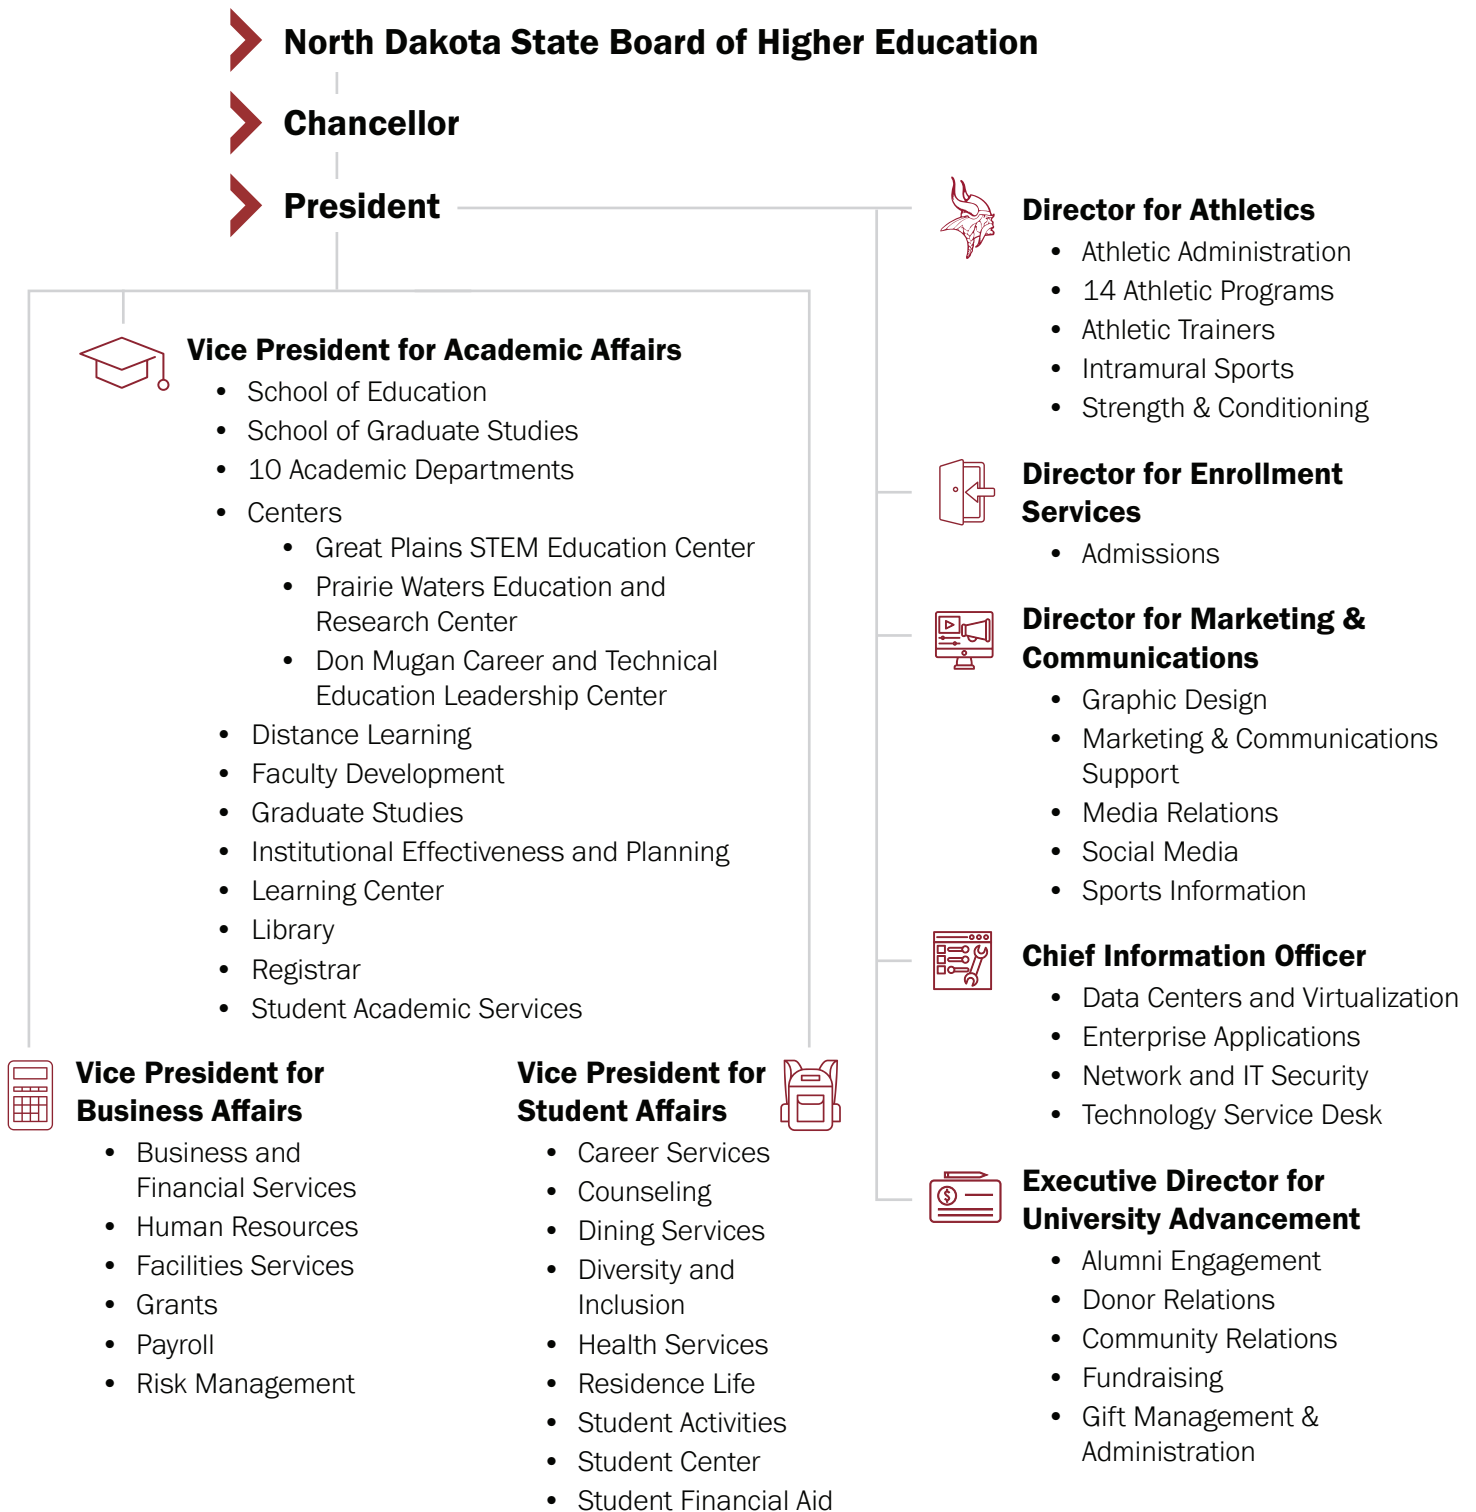 North Dakota State Board of Higher Education
Chancellor
President
Vice President for Academic Affairs
• School of Education
• School of Graduate Studies
• 10 Academic Departments
• Centers
• Great Plains STEM Education Center
• Prairie Waters Education and
Research Center
• Don Mugan Career and Technical
Education Leadership Center
• Distance Learning
• Faculty Development
• Graduate Studies
• Institutional Effectiveness and Planning
• Learning Center
• Library
• Registrar
• Student Academic Services
Vice President for
Business Affairs
• Business and
Financial Services
• Human Resources
• Facilities Services
• Grants
• Payroll
• Risk Management
Vice President for
Student Affairs
• Career Services
• Counseling
• Dining Services
• Diversity and
Inclusion
• Health Services
• Residence Life
• Student Activities
• Student Center
• Student Financial Aid
Director for Athletics
• Athletic Administration
• 14 Athletic Programs
• Athletic Trainers
• Intramural Sports
• Strength & Conditioning
Director for Enrollment
Services
• Admissions
Director for Marketing &
Communications
• Graphic Design
• Marketing & Communications
Support
• Media Relations
• Social Media
• Sports Information
Chief Information Officer
• Data Centers and Virtualization
• Enterprise Applications
• Network and IT Security
• Technology Service Desk
$
Executive Director for
University Advancement
• Alumni Engagement
• Donor Relations
• Community Relations
• Fundraising
• Gift Management &
Administration